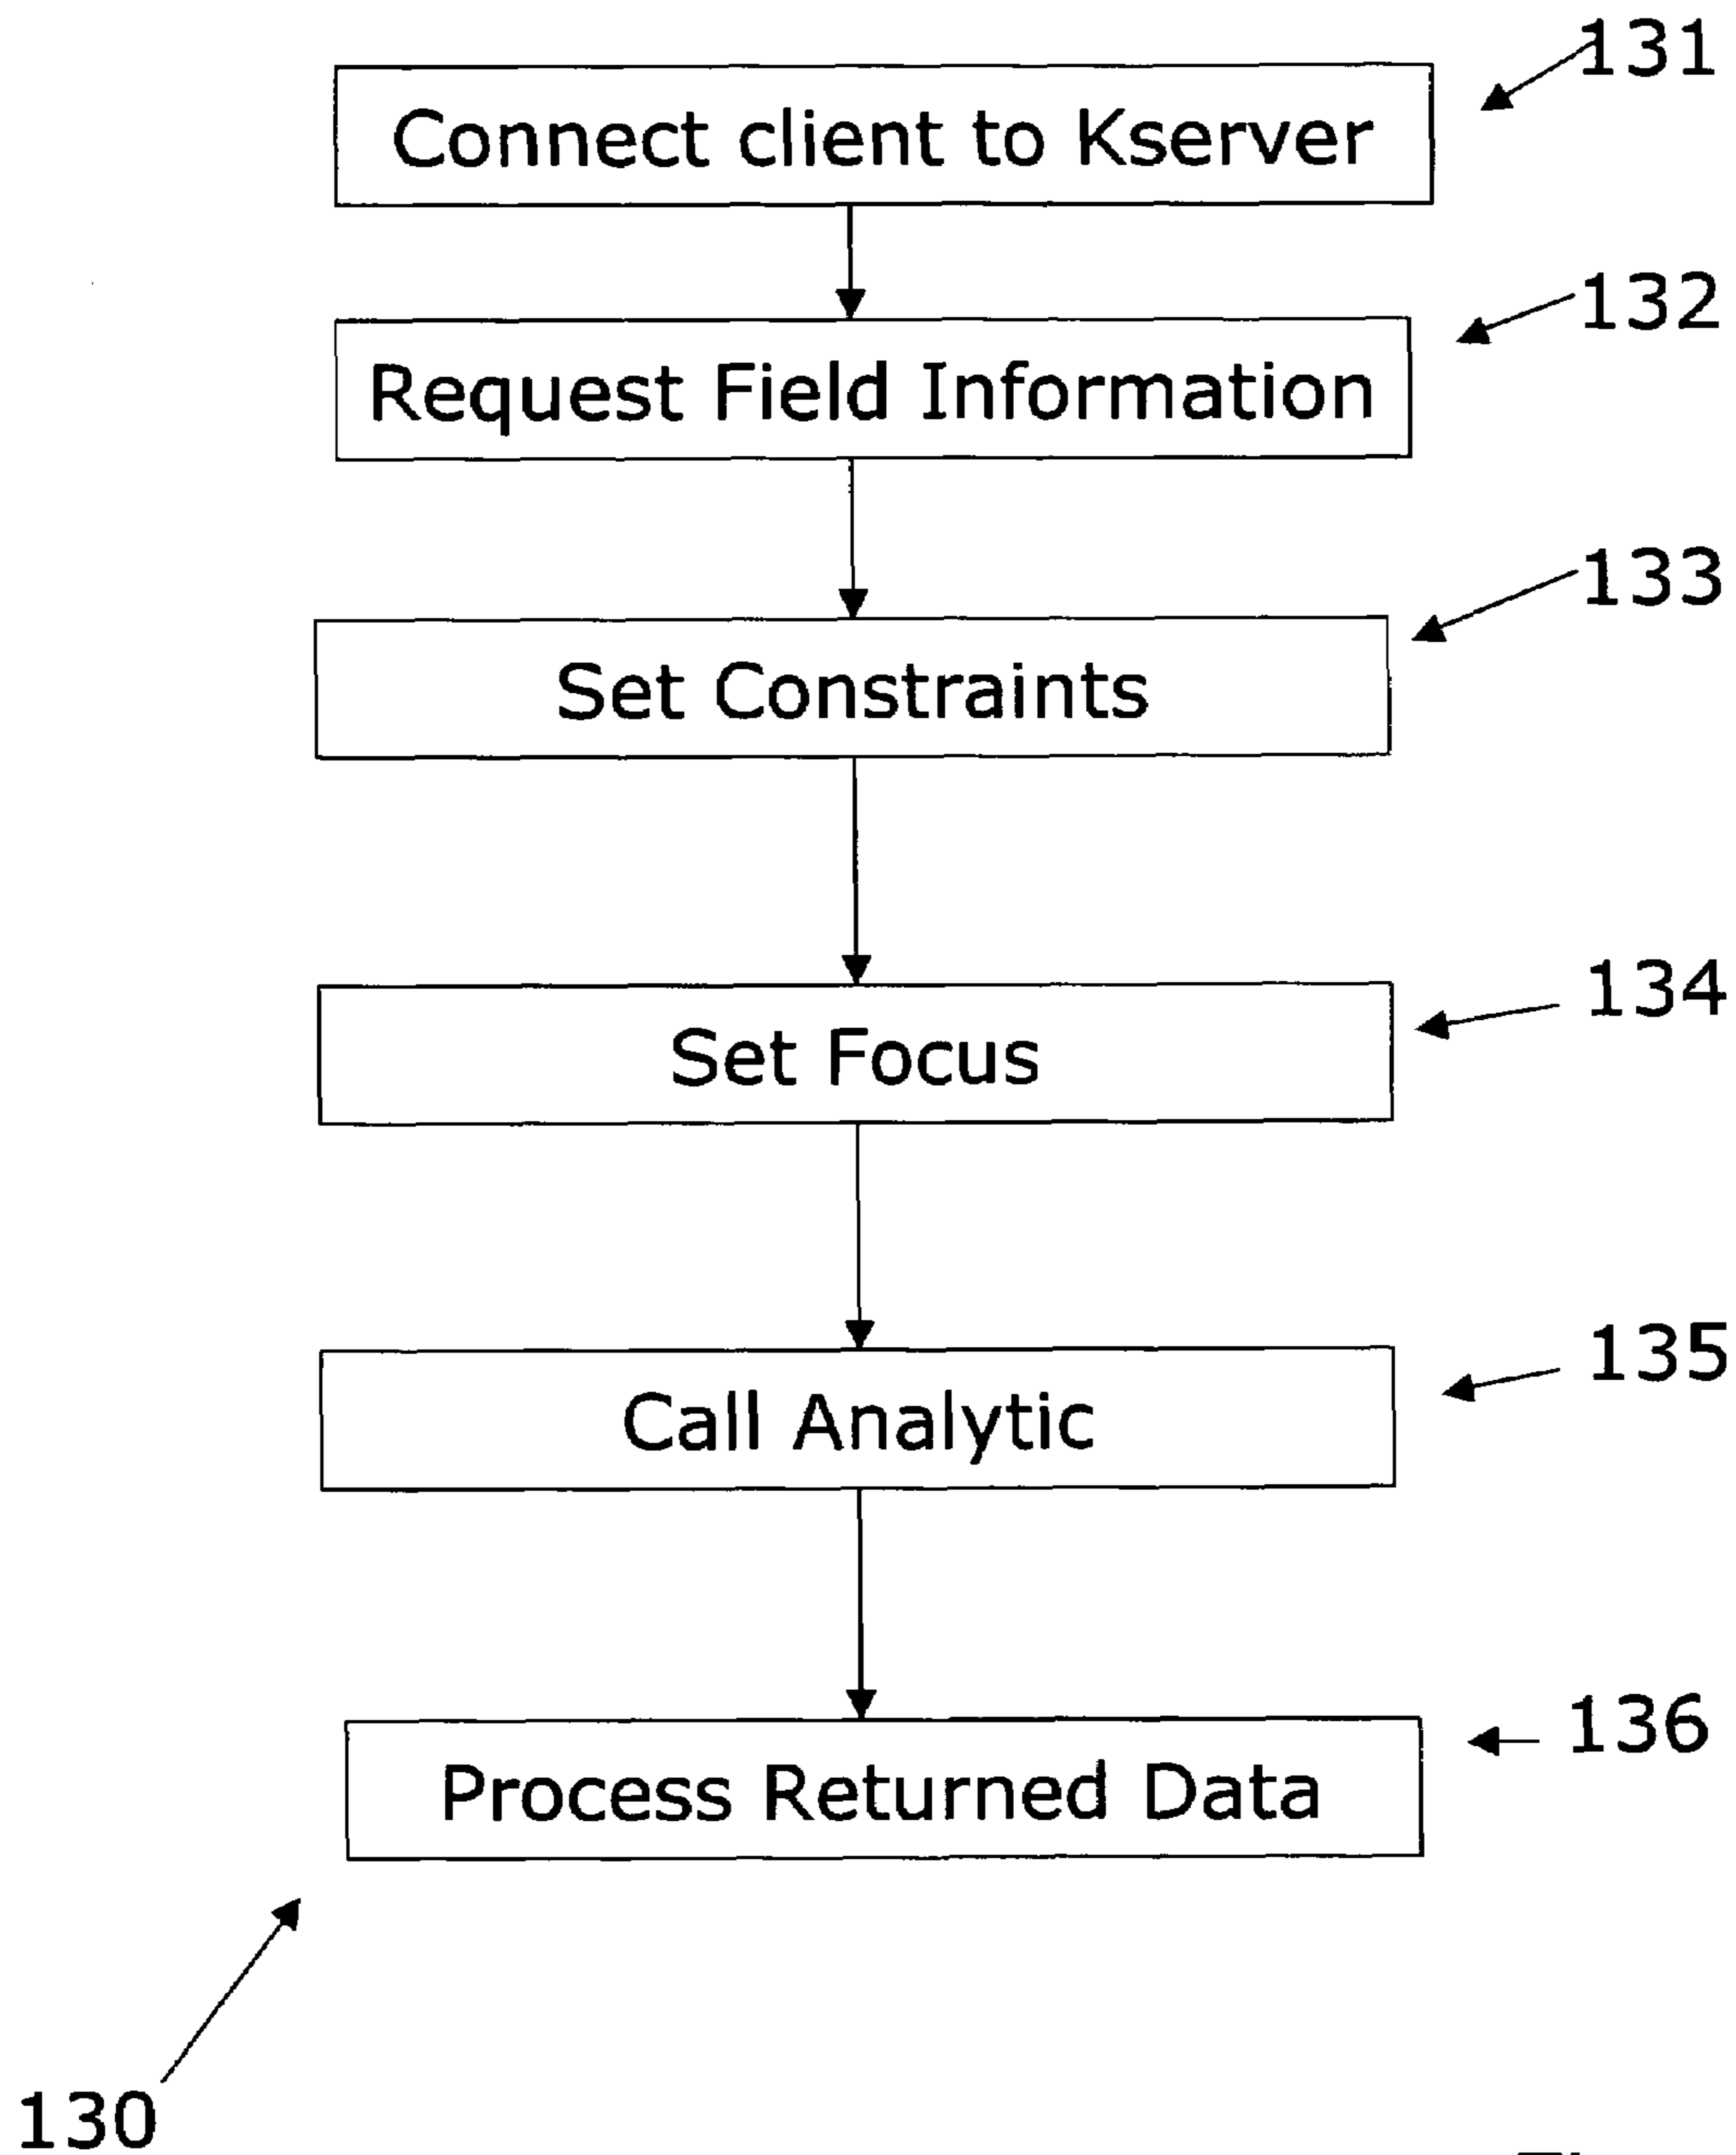 131
Connect client to Kserver
132
Request Field Information
133
Set Constraints
134
Set Focus
135
Call Analytic
136
Process Returned Data
130